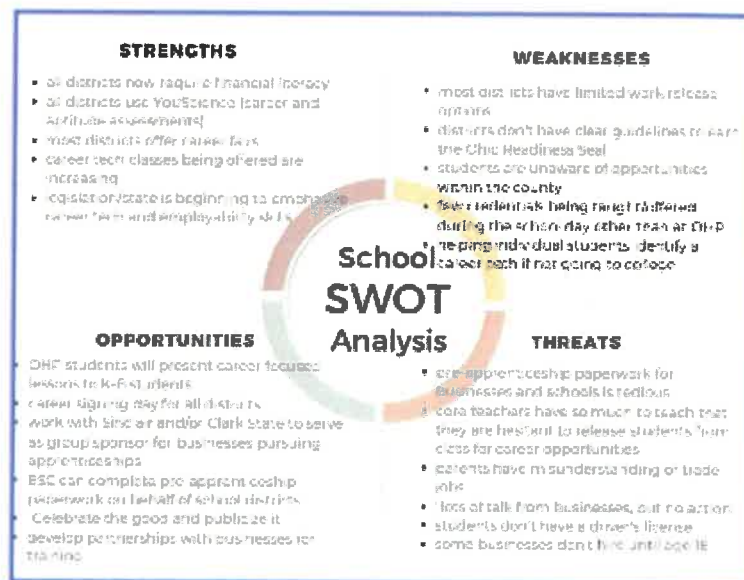 STRENGTHS
• all districts now require financial literacy
• all districts use YouScience (career and
aptitude assessments)
• most districts offer career fairs
• career tech classes being offered are
increasing
• legislation/state is beginning to emphasize
career tech and employability skills
WEAKNESSES
• most districts have limited work release
options
• districts don't have clear guidelines to earn
the Ohio Readiness Seal
• students are unaware of opportunities
within the county
• few credentials being taught/offered
during the school day other than at OHP
• helping individual students identify a
career tech if not going to college
School
SWOT
Analysis
OPPORTUNITIES
• OHP students will present career focused
lessons to K-6 students
• career signing day for all districts
• work with Sinclair and/or Clark State to serve
as group sponsor for businesses pursuing
apprenticeships
• ESC can complete pre-apprenticeship
paperwork on behalf of school districts
• Celebrate the good and publicize it
• develop partnerships with businesses for
training
THREATS
• pre-apprenticeship paperwork for
businesses and schools is tedious
• core teachers have so much to teach that
they are hesitant to release students from
class for career opportunities
• parents have misunderstanding of trade
jobs
• lots of talk from businesses, but no action
• students don't have a driver's license
• some businesses don't hire until age 18